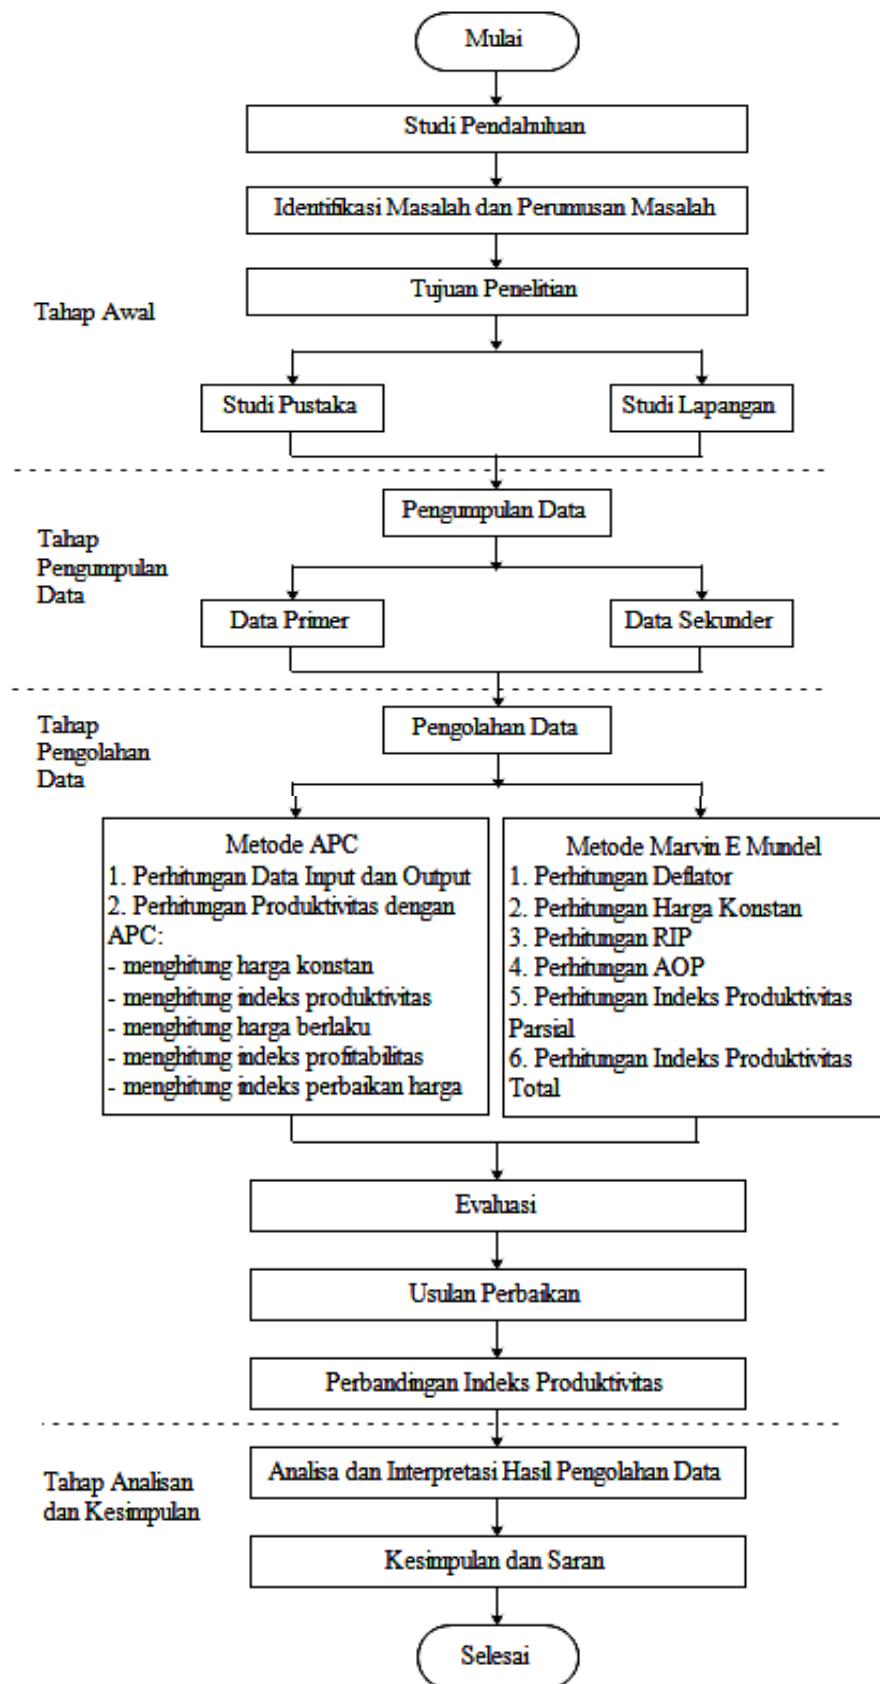 Mulai
Studi Pendahuluan
Identifikasi Masalah dan Perumusan Masalah
Tujuan Penelitian
Tahap Awal
Studi Pustaka
Studi Lapangan
Pengumpulan Data
Tahap
Pengumpulan
Data
Data Primer
Data Sekunder
Tahap
Pengolahan
Data
Pengolahan Data
Metode APC
1. Perhitungan Data Input dan Output
2. Perhitungan Produktivitas dengan
APC:
- menghitung harga konstan
- menghitung indeks produktivitas
- menghitung harga berlaku
- menghitung indeks profitabilitas
- menghitung indeks perbaikan harga
Metode Marvin E Mundel
1. Perhitungan Deflator
2. Perhitungan Harga Konstan
3. Perhitungan RIP
4. Perhitungan AOP
5. Perhitungan Indeks Produktivitas
Parsial
6. Perhitungan Indeks Produktivitas
Total
Evaluasi
Usulan Perbaikan
Perbandingan Indeks Produktivitas
Tahap Analisan
dan Kesimpulan
Analisa dan Interpretasi Hasil Pengolahan Data
Kesimpulan dan Saran
Selesai